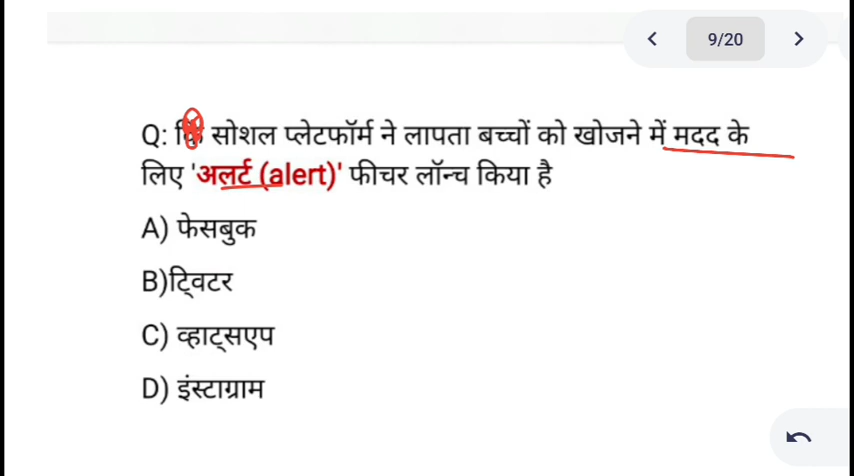 9/20
Q: कि सोशल प्लेटफॉर्म ने लापता बच्चों को खोजने में मदद के
लिए 'अलर्ट (alert)' फीचर लॉन्च किया है
A) फेसबुक
B)ट्विटर
C) व्हाट्सएप
D) इंस्टाग्राम